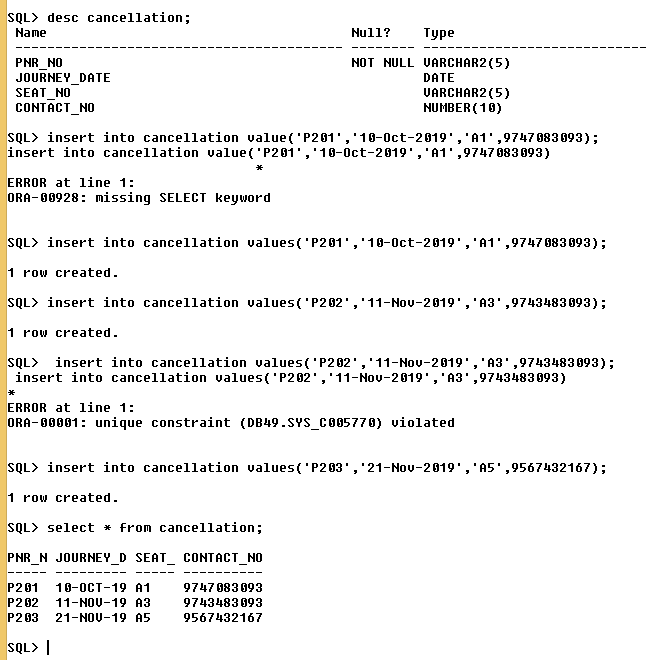 SQL> desc cancellation;
 Name                                      Null?    Type
 ----------------------------------------- -------- ----------------------------
 PNR_NO                                    NOT NULL VARCHAR2(5)
 JOURNEY_DATE                                       DATE
 SEAT_NO                                            VARCHAR2(5)
 CONTACT_NO                                         NUMBER(10)
SQL> insert into cancellation value('P201','10-Oct-2019','A1',9747083093);
insert into cancellation value('P201','10-Oct-2019','A1',9747083093)
                               *
ERROR at line 1:
ORA-00928: missing SELECT keyword
SQL> insert into cancellation values('P201','10-Oct-2019','A1',9747083093);
1 row created.
SQL> insert into cancellation values('P202','11-Nov-2019','A3',9743483093);
1 row created.
SQL>  insert into cancellation values('P202','11-Nov-2019','A3',9743483093);
 insert into cancellation values('P202','11-Nov-2019','A3',9743483093)
*
ERROR at line 1:
ORA-00001: unique constraint (DB49.SYS_C005770) violated
SQL> insert into cancellation values('P203','21-Nov-2019','A5',9567432167);
1 row created.
SQL> select * from cancellation;
PNR_N JOURNEY_D SEAT_ CONTACT_NO
----- --------- ----- ----------
P201  10-OCT-19 A1    9747083093
P202  11-NOV-19 A3    9743483093
P203  21-NOV-19 A5    9567432167
SQL>